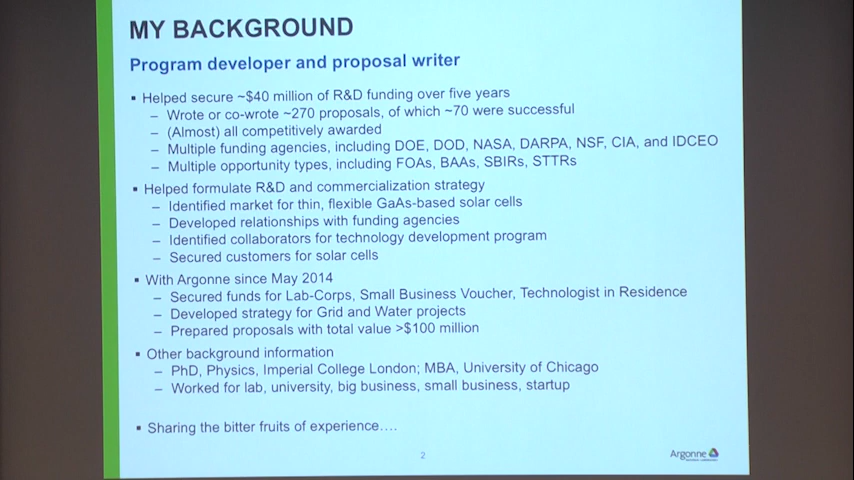 MY BACKGROUND
Program developer and proposal writer
▪ Helped secure ~$40 million of R&D funding over five years
– Wrote or co-wrote ~270 proposals, of which ~70 were successful
– (Almost) all competitively awarded
– Multiple funding agencies, including DOE, DOD, NASA, DARPA, NSF, CIA, and IDCEO
– Multiple opportunity types, including FOAs, BAAs, SBIRs, STTRs
▪ Helped formulate R&D and commercialization strategy
– Identified market for thin, flexible GaAs-based solar cells
– Developed relationships with funding agencies
– Identified collaborators for technology development program
– Secured customers for solar cells
▪ With Argonne since May 2014
– Secured funds for Lab-Corps, Small Business Voucher, Technologist in Residence
– Developed strategy for Grid and Water projects
– Prepared proposals with total value >$100 million
▪ Other background information
– PhD, Physics, Imperial College London; MBA, University of Chicago
– Worked for lab, university, big business, small business, startup
▪ Sharing the bitter fruits of experience….
2
Argonne